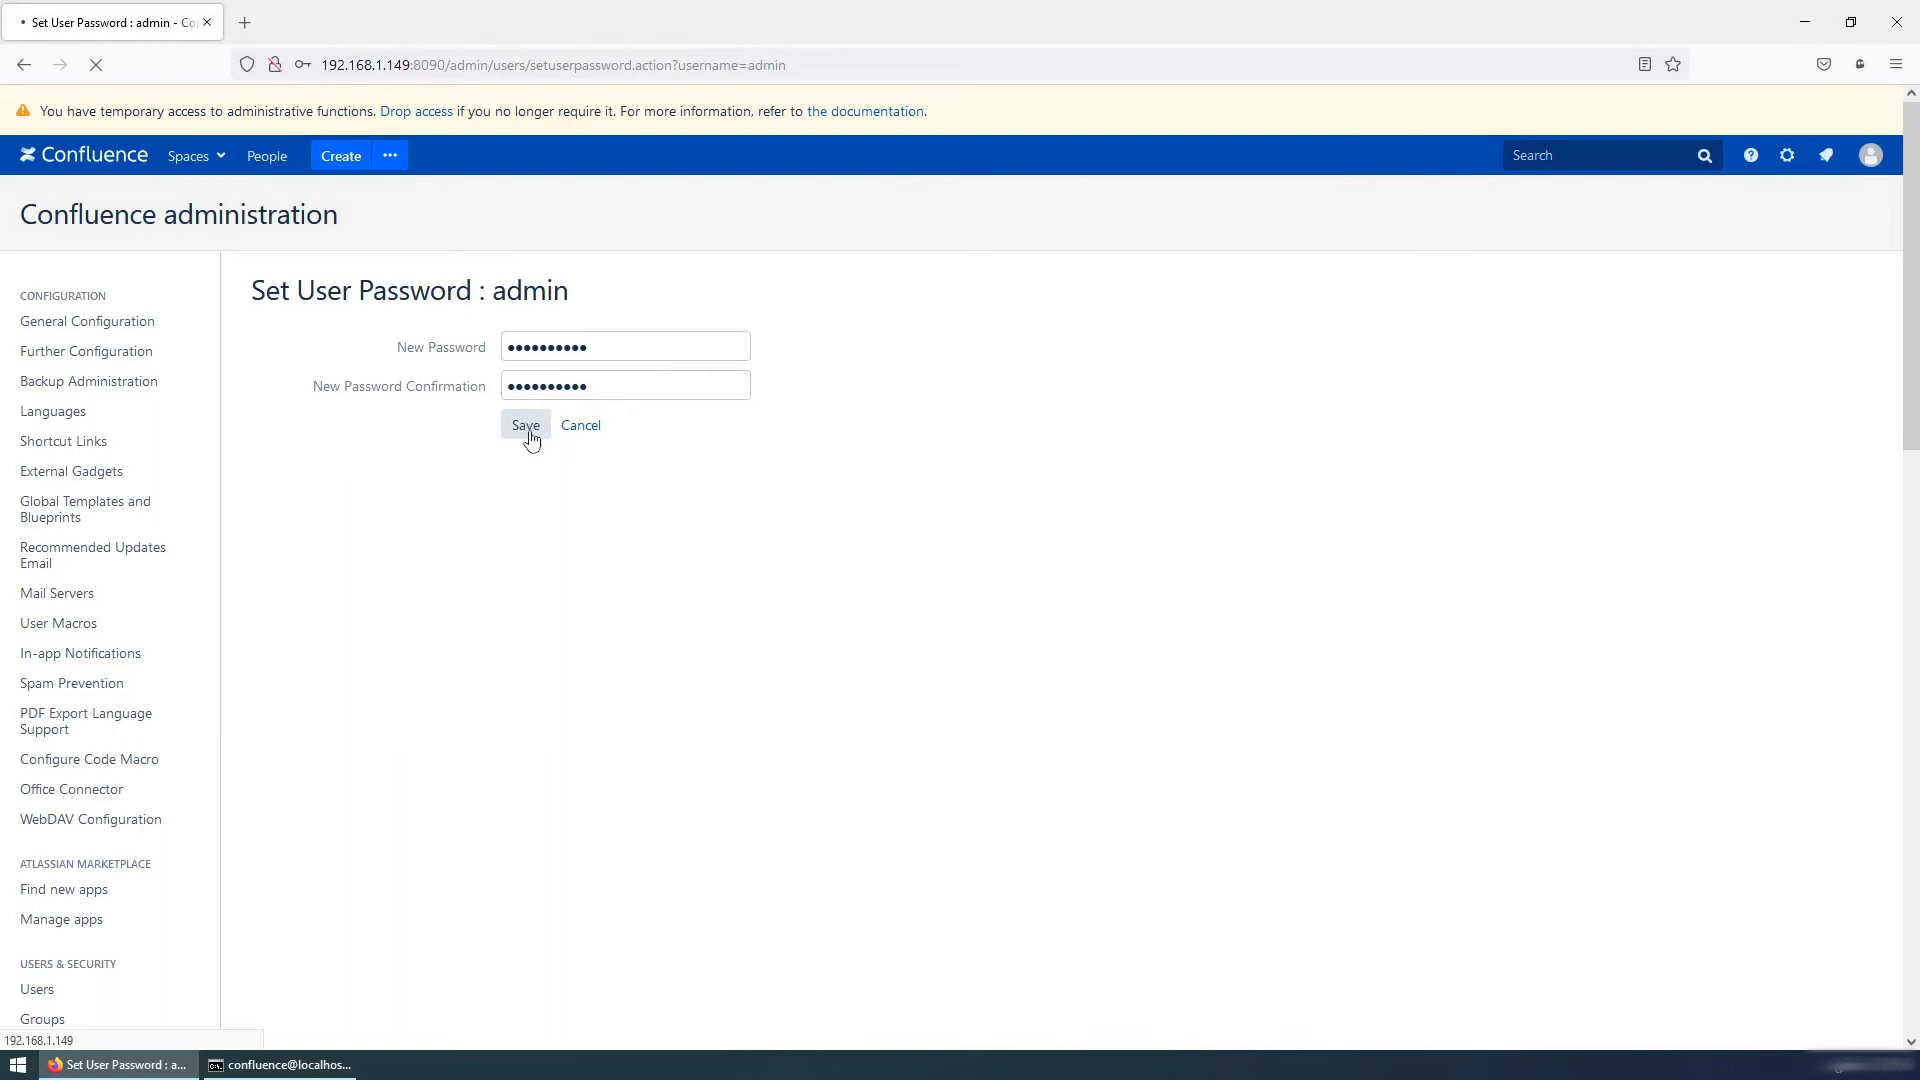 Set User Password : admin - Co
192.168.1.149:8090/admin/users/setuserpassword.action?username=admin
You have temporary access to administrative functions. Drop access if you no longer require it. For more information, refer to the documentation.
Confluence Spaces People Create ••• Search
Confluence administration
CONFIGURATION
General Configuration
Further Configuration
Backup Administration
Languages
Shortcut Links
External Gadgets
Global Templates and
Blueprints
Recommended Updates
Email
Mail Servers
User Macros
In-app Notifications
Spam Prevention
PDF Export Language
Support
Configure Code Macro
Office Connector
WebDAV Configuration
ATLASSIAN MARKETPLACE
Find new apps
Manage apps
USERS & SECURITY
Users
Groups
Set User Password : admin
New Password ••••••••••
New Password Confirmation ••••••••••
Save Cancel
192.168.1.149
Set User Password : a... confluence@localhos...